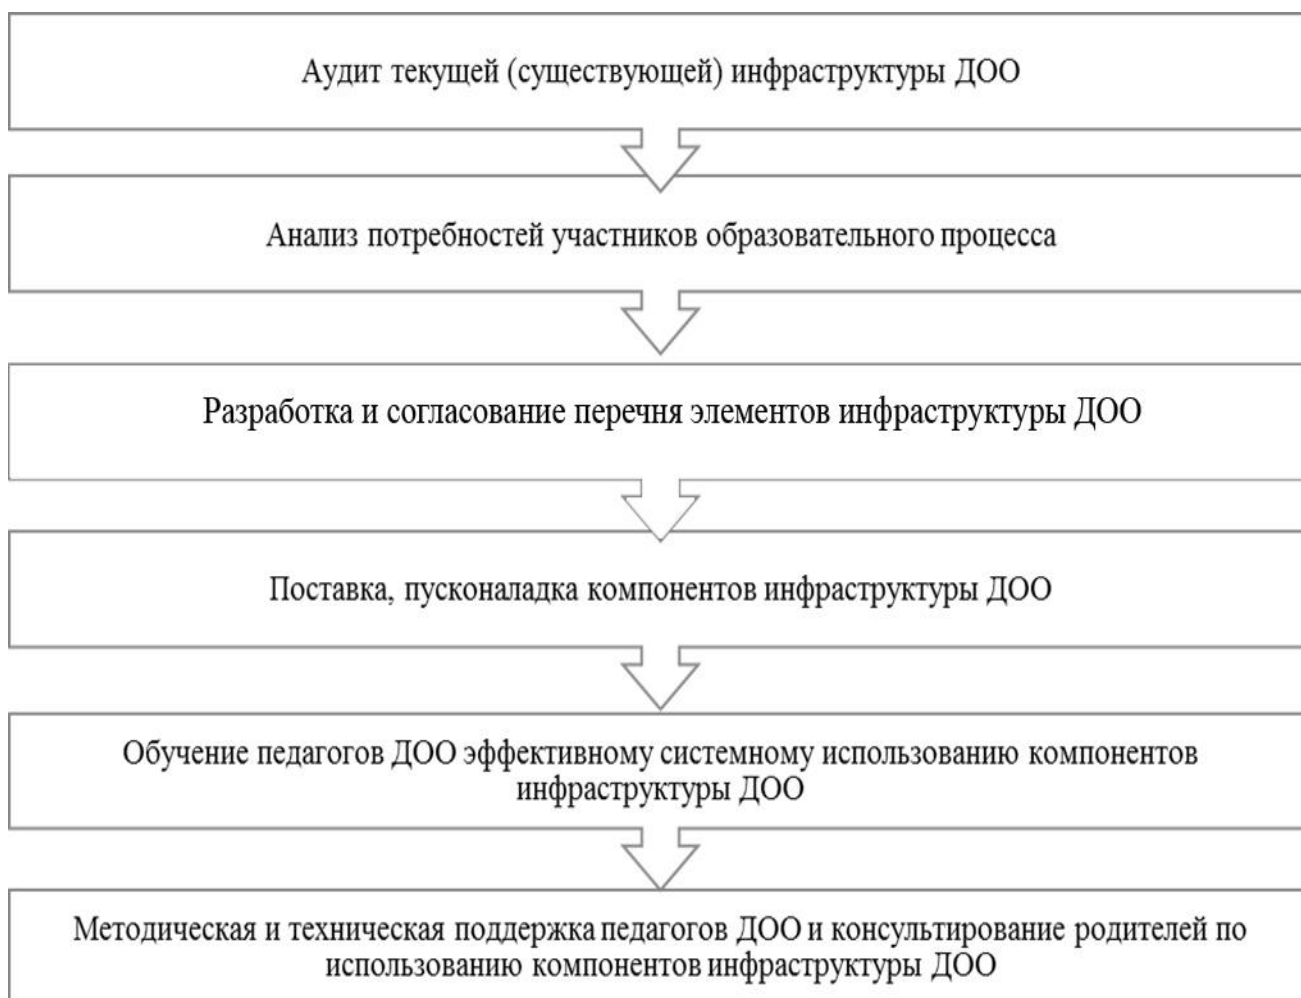 Аудит текущей (существующей) инфраструктуры ДОО
Анализ потребностей участников образовательного процесса
Разработка и согласование перечня элементов инфраструктуры ДОО
Поставка, пусконаладка компонентов инфраструктуры ДОО
Обучение педагогов ДОО эффективному системному использованию компонентов
инфраструктуры ДОО
Методическая и техническая поддержка педагогов ДОО и консультирование родителей по
использованию компонентов инфраструктуры ДОО